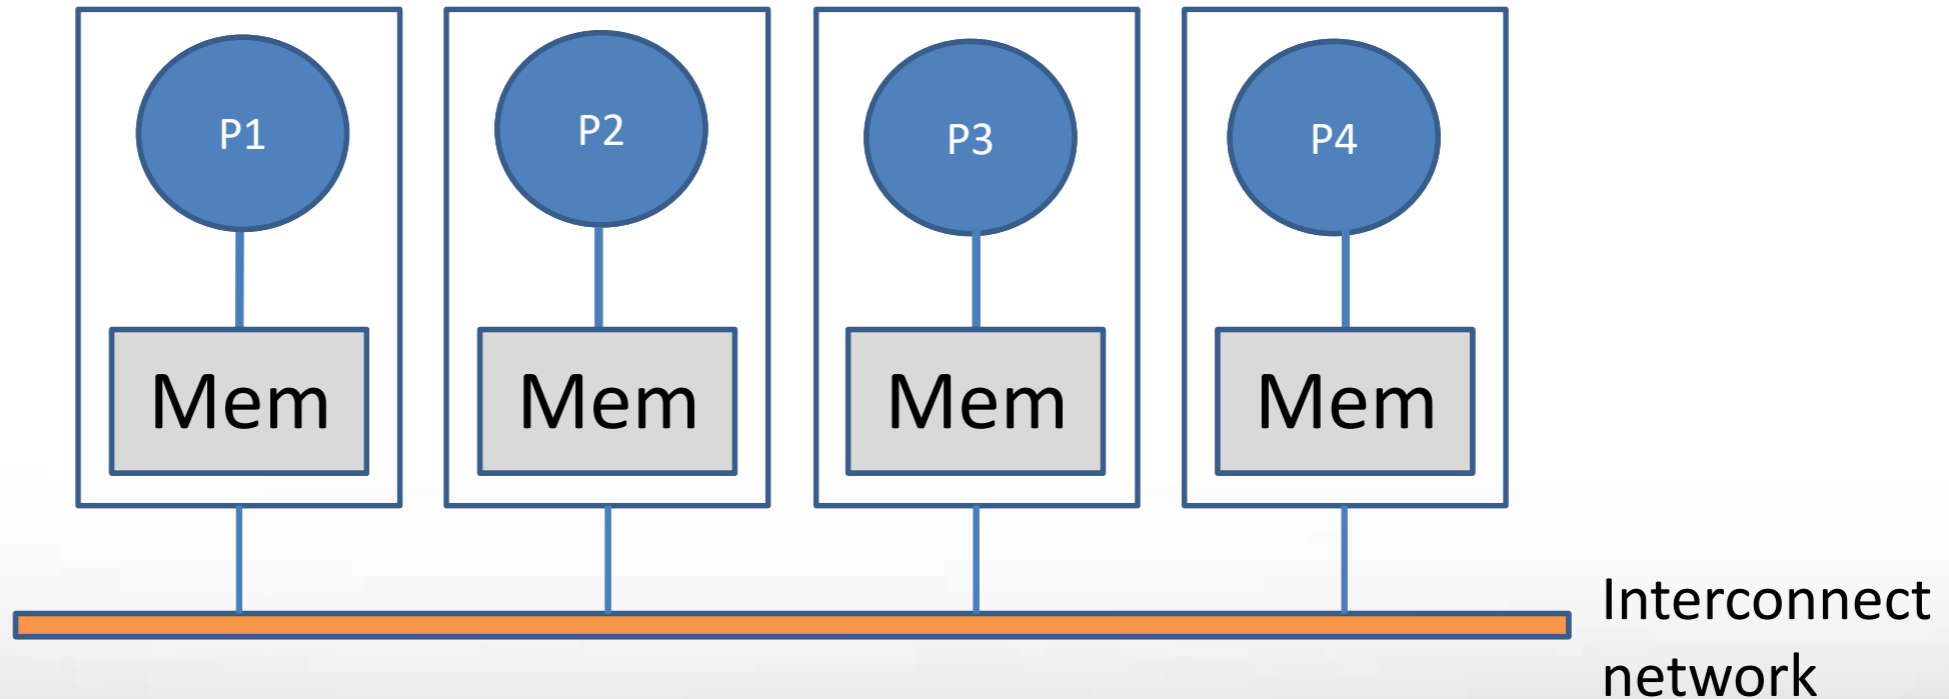 P1
P2
P3
P4
Mem
Mem
Mem
Mem
Interconnect
network